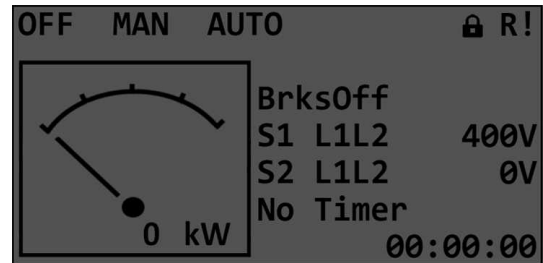 OFF MAN AUTO R!
BrksOff
S1 L1L2 400V
S2 L1L2 0V
No Timer
0 kW
00:00:00